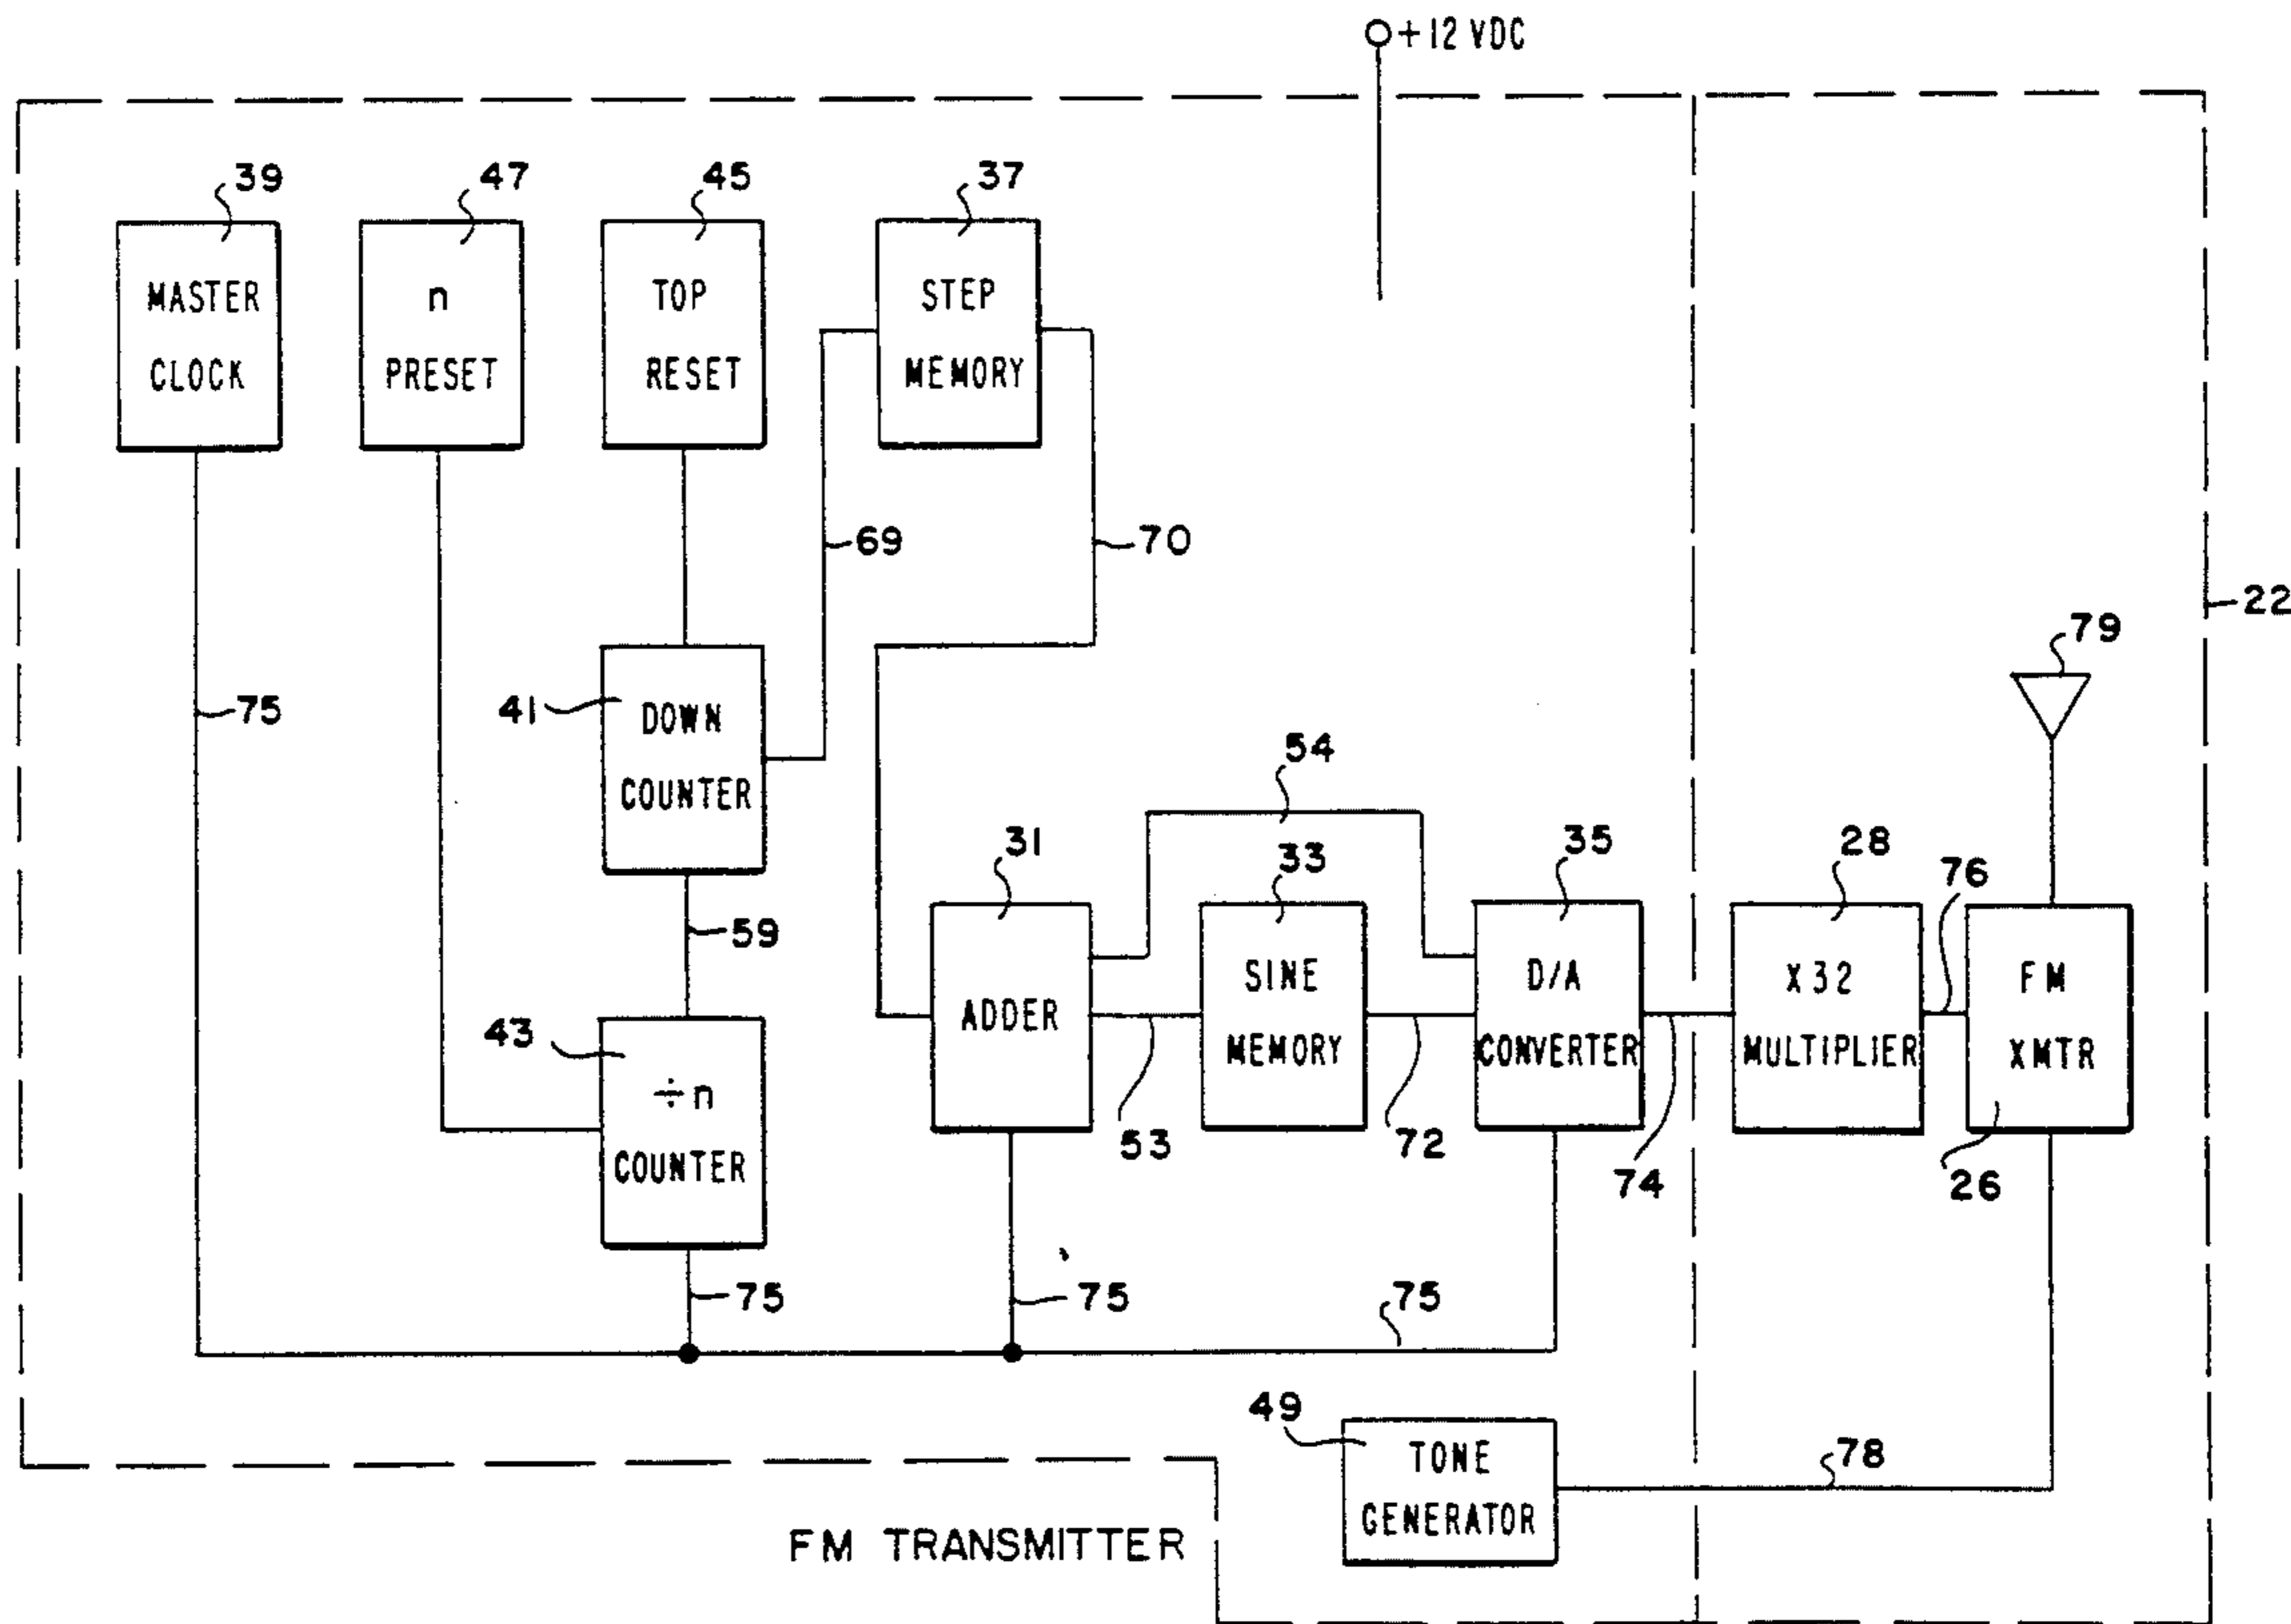 +12 VDC
39
47
45
37
MASTER
CLOCK
n
PRESET
TOP
RESET
STEP
MEMORY
69
70
22
79
75
41
DOWN
COUNTER
54
59
31
33
35
28
76
43
÷n
COUNTER
ADDER
SINE
MEMORY
D/A
CONVERTER
X32
MULTIPLIER
FM
XMTR
53
72
74
26
75
75
75
49
TONE
GENERATOR
78
FM TRANSMITTER